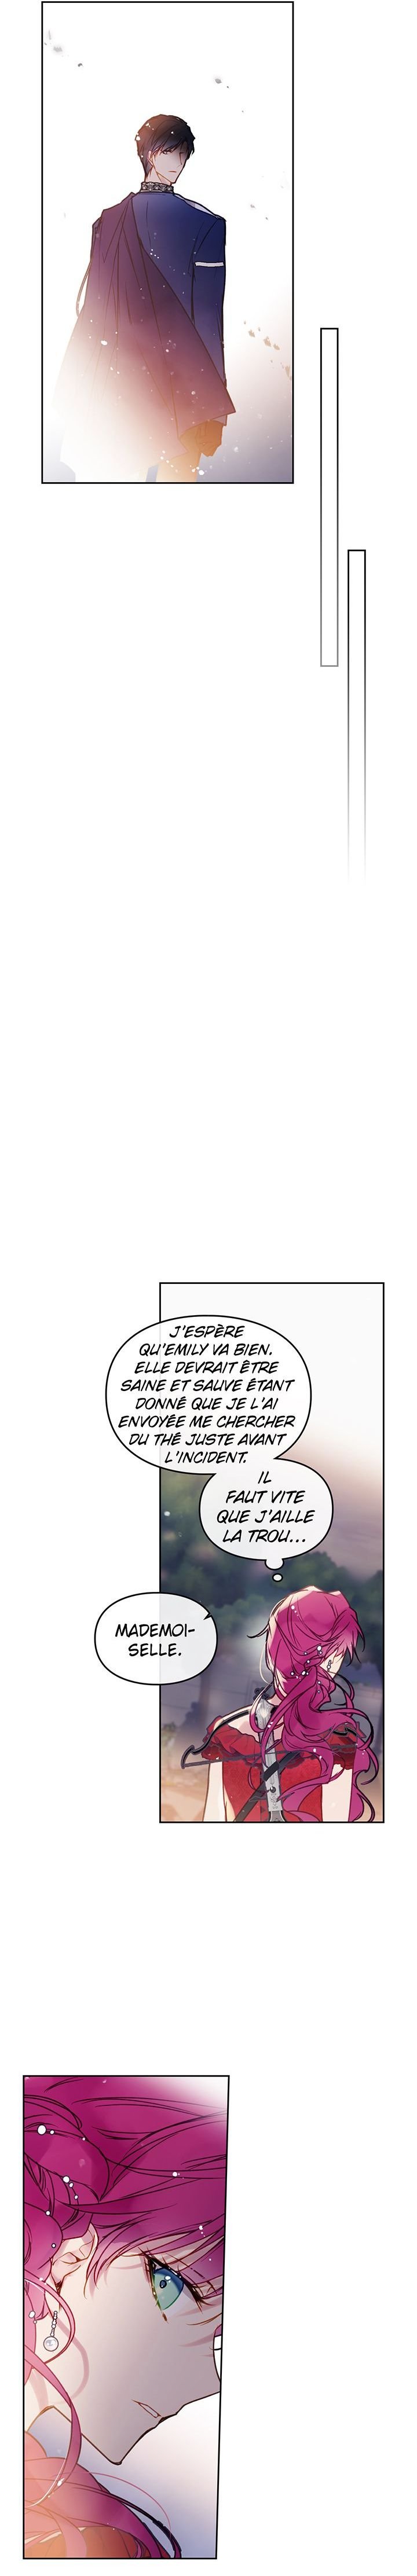 J'ESPÈRE
QU'EMILY VA BIEN.
ELLE DEVRAIT ÊTRE
SAINE ET SAUVE ÉTANT
DONNÉ QUE JE L'AI
ENVOYÉE ME CHERCHER
DU THÉ JUSTE AVANT
L'INCIDENT.
IL
FAUT VITE
QUE J'AILLE
LA TROU...
MADEMOI-
SELLE.